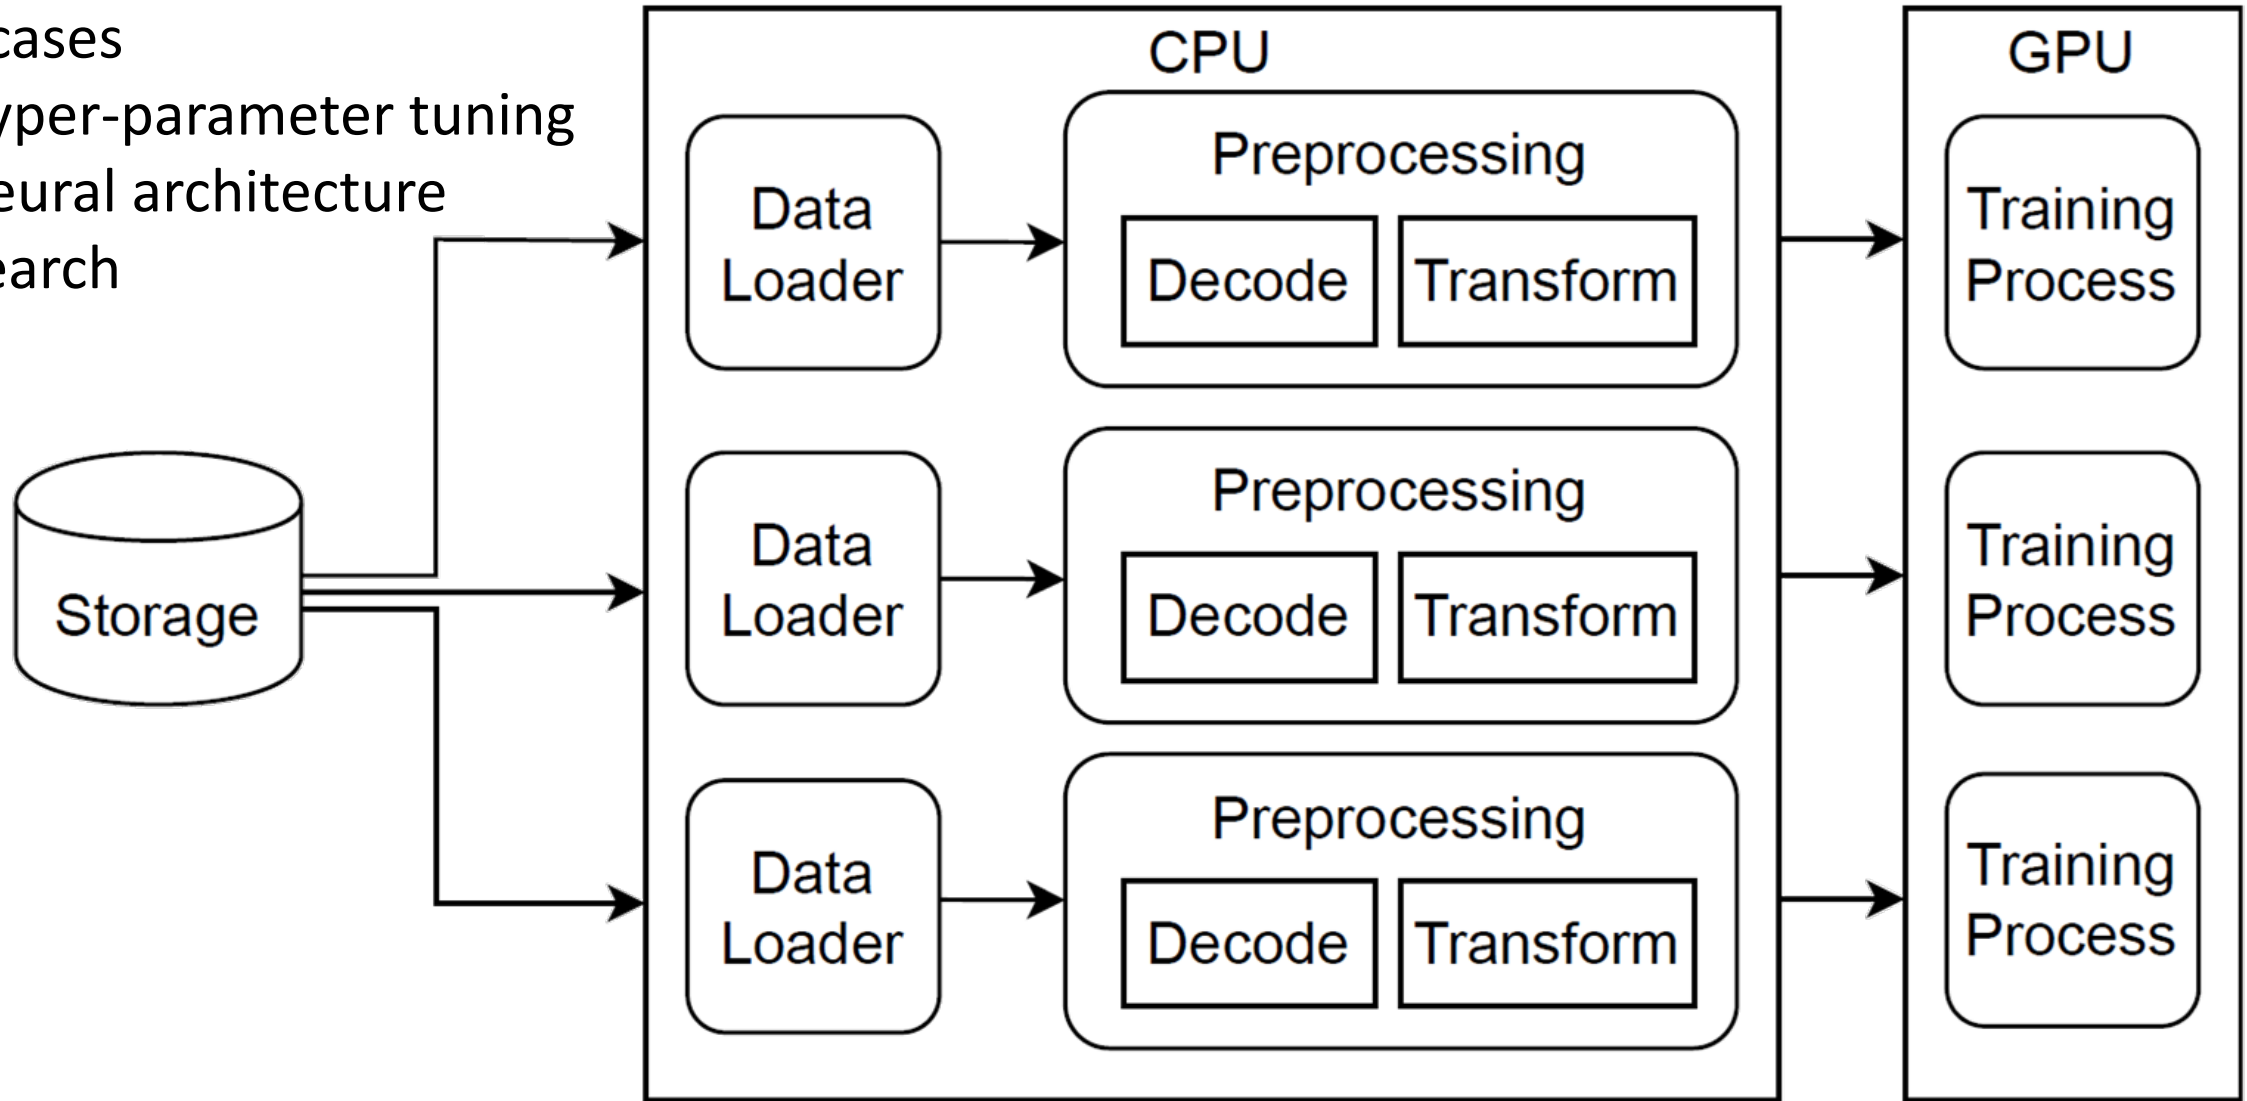 cases
yper-parameter tuning
eural architecture
earch
CPU
GPU
Data
Loader
Preprocessing
Decode
Transform
Training
Process
Storage
Data
Loader
Preprocessing
Decode
Transform
Training
Process
Data
Loader
Preprocessing
Decode
Transform
Training
Process